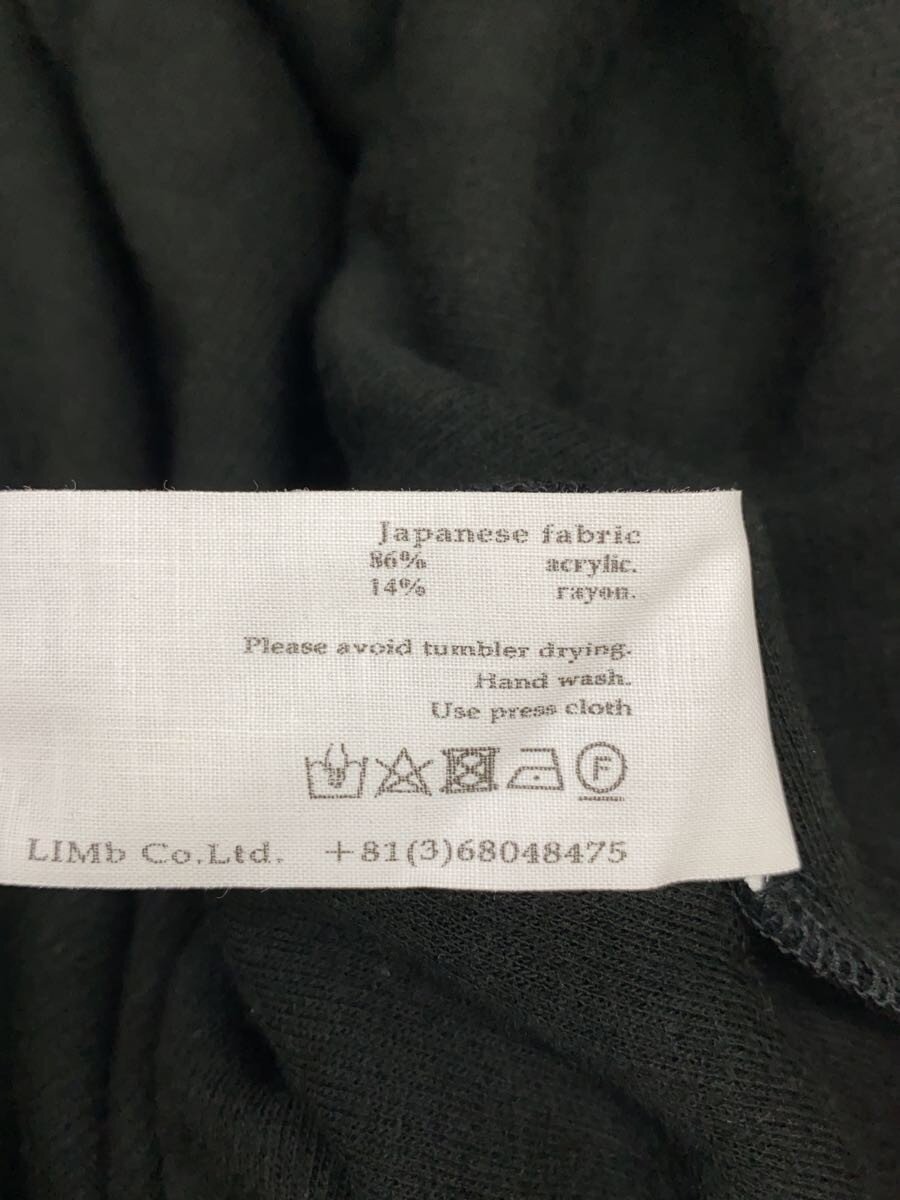 Japanese fabric
86% acrylic.
14% rayon.
Please avoid tumbler drying.
Hand wash.
Use press cloth
F
LIMb Co.Ltd. +81(3)68048475